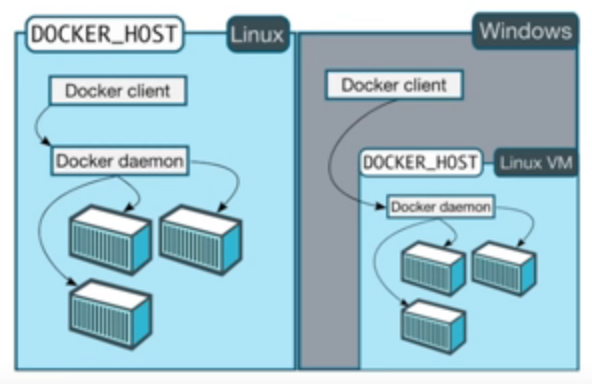 DOCKER_HOST
Linux
Docker client
Docker daemon
Windows
Docker client
DOCKER_HOST
Linux VM
Docker daemon